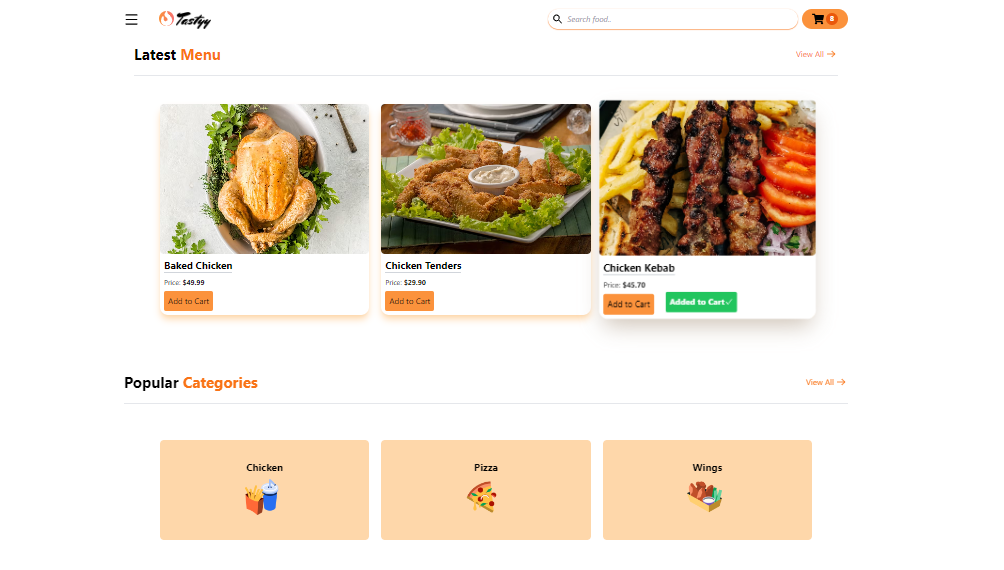 Tastyy
Search food..
8
Latest Menu
View All
Baked Chicken
Price: $49.99
Add to Cart
Chicken Tenders
Price: $29.90
Add to Cart
Chicken Kebab
Price: $45.70
Add to Cart
Added to Cart✓
Popular Categories
View All
Chicken
Pizza
Wings